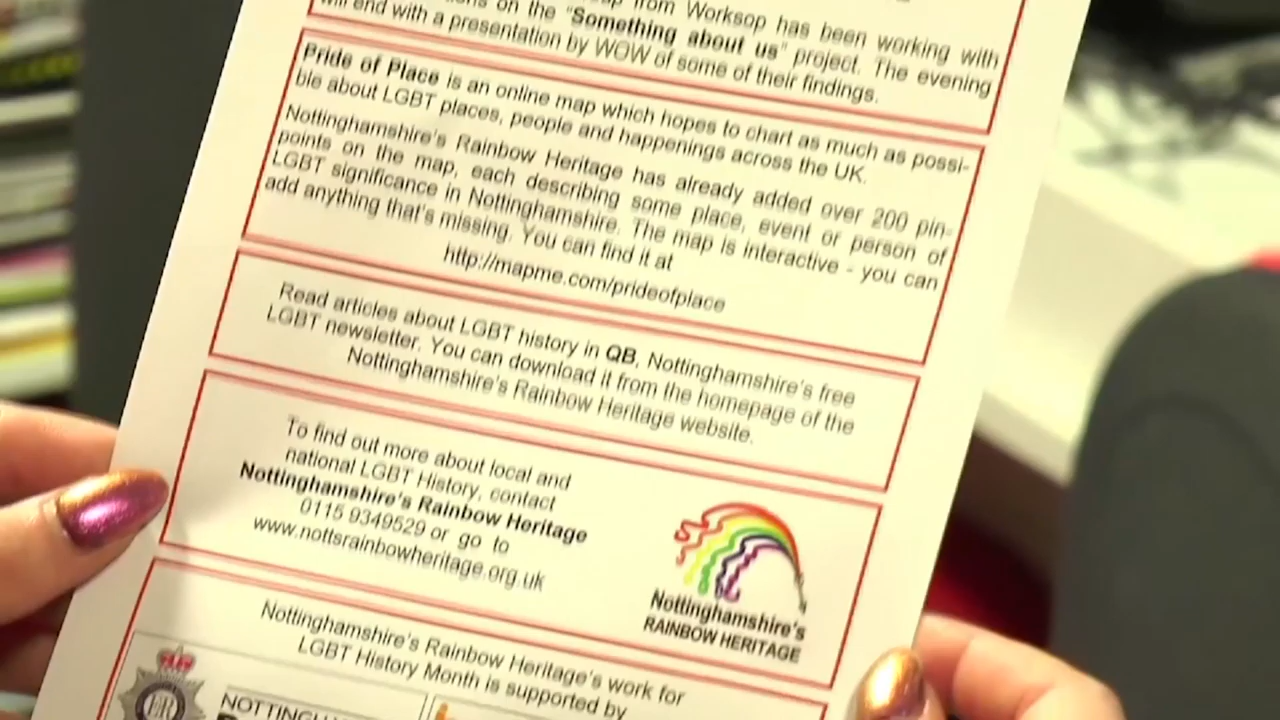 from Worksop has been working with
on the "Something about us" project. The evening
will end with a presentation by WOW of some of their findings.
Pride of Place is an online map which hopes to chart as much as possi-
ble about LGBT places, people and happenings across the UK.
Nottinghamshire's Rainbow Heritage has already added over 200 pin-
points on the map, each describing some place, event or person of
LGBT significance in Nottinghamshire. The map is interactive - you can
add anything that's missing. You can find it at
http://mapme.com/prideofplace
Read articles about LGBT history in QB, Nottinghamshire's free
LGBT newsletter. You can download it from the homepage of the
Nottinghamshire's Rainbow Heritage website.
To find out more about local and
national LGBT History, contact
Nottinghamshire's Rainbow Heritage
0115 9349529 or go to
www.nottsrainbowheritage.org.uk
Nottinghamshire's
RAINBOW HERITAGE
Nottinghamshire's Rainbow Heritage's work for
LGBT History Month is supported by
ER